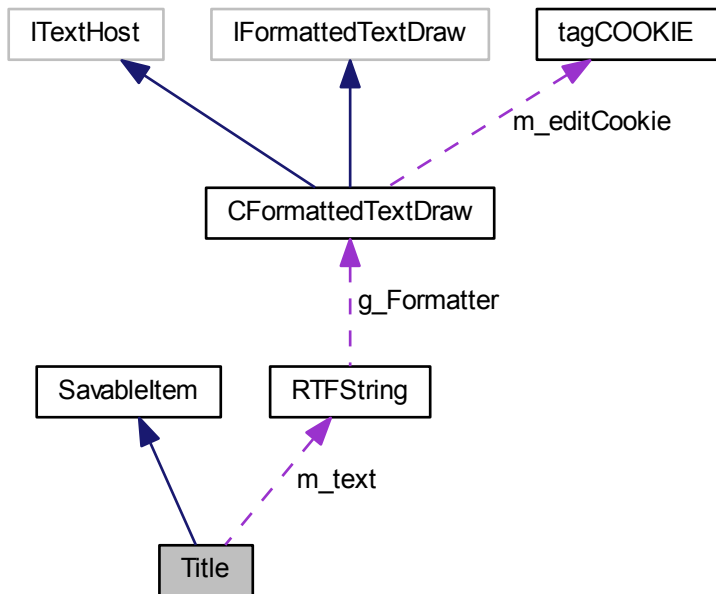 ITextHost
IFormattedTextDraw
tagCOOKIE
m_editCookie
CFormattedTextDraw
g_Formatter
SavableItem
RTFString
m_text
Title